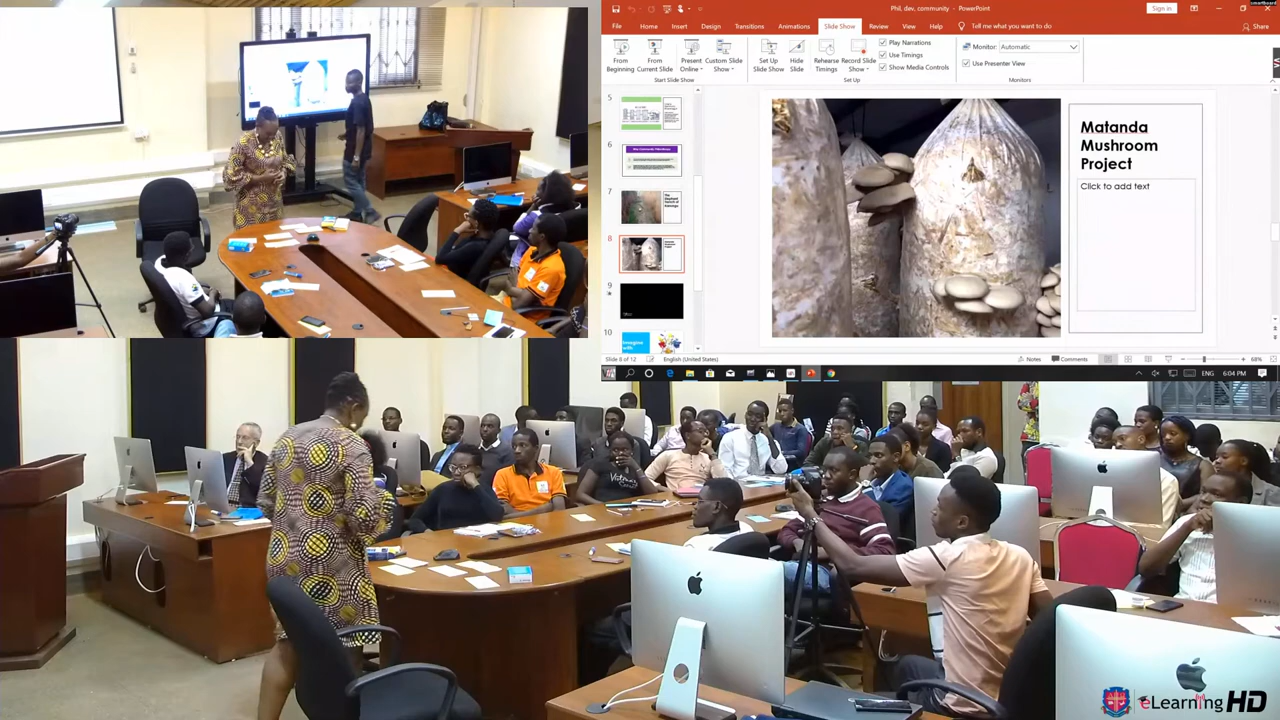 Phil, dev, community - PowerPoint
Sign in
File
Home
Insert
Design
Transitions
Animations
Slide Show
Review
View
Help
Tell me what you want to do
Share
From Beginning
From Current Slide
Present Online
Custom Slide Show
Set Up Slide Show
Hide Slide
Rehearse Timings
Record Slide Show
Play Narrations
Use Timings
Show Media Controls
Monitor: Automatic
Use Presenter View
Start Slide Show
Set Up
Monitors
5
6
7
8
9
10
Matanda
Mushroom
Project
Click to add text
Slide 8 of 12
English (United States)
Notes
Comments
68%
ENG
6:04 PM
eLearning HD